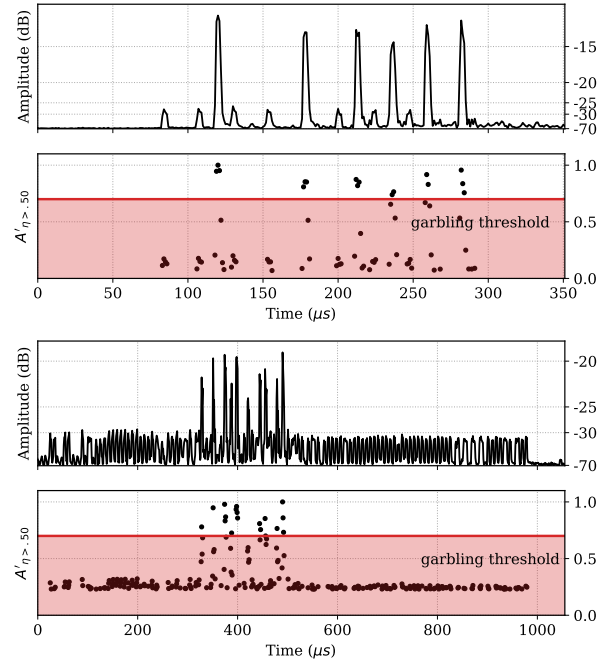 Amplitude (dB)
-15
-20
-25
-30
-70
A'η>.50
1.0
0.5
0.0
garbling threshold
0 50 100 150 200 250 300 350
Time (μs)
Amplitude (dB)
-20
-25
-30
-70
A'η>.50
1.0
0.5
0.0
garbling threshold
0 200 400 600 800 1000
Time (μs)